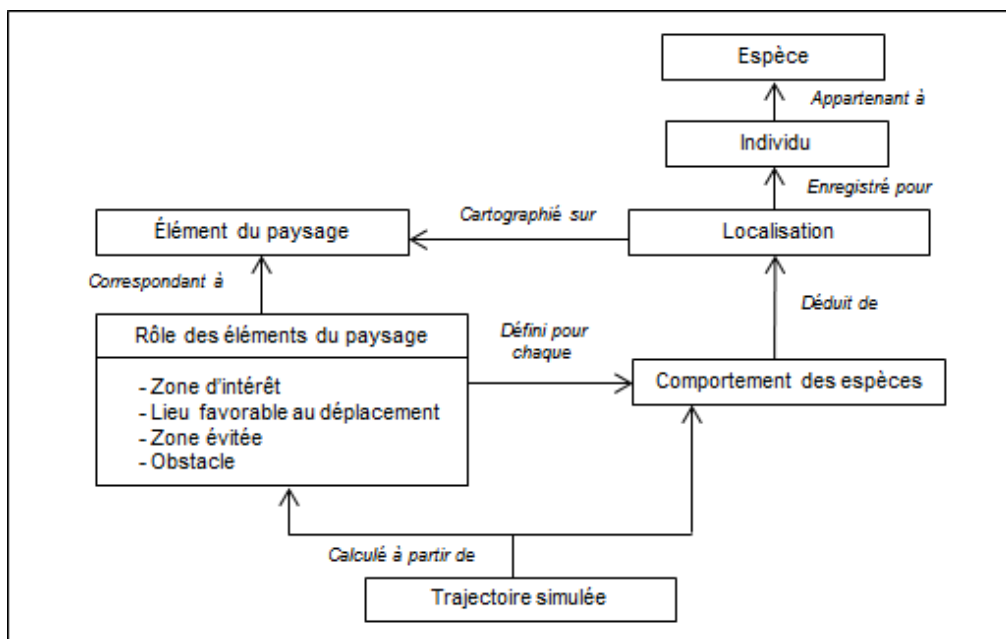 Espèce
Appartenant à
Individu
Enregistré pour
Cartographié sur
Élément du paysage
Localisation
Correspondant à
Déduit de
Rôle des éléments du paysage
Défini pour
chaque
- Zone d'intérêt
- Lieu favorable au déplacement
- Zone évitée
- Obstacle
Comportement des espèces
Calculé à partir de
Trajectoire simulée